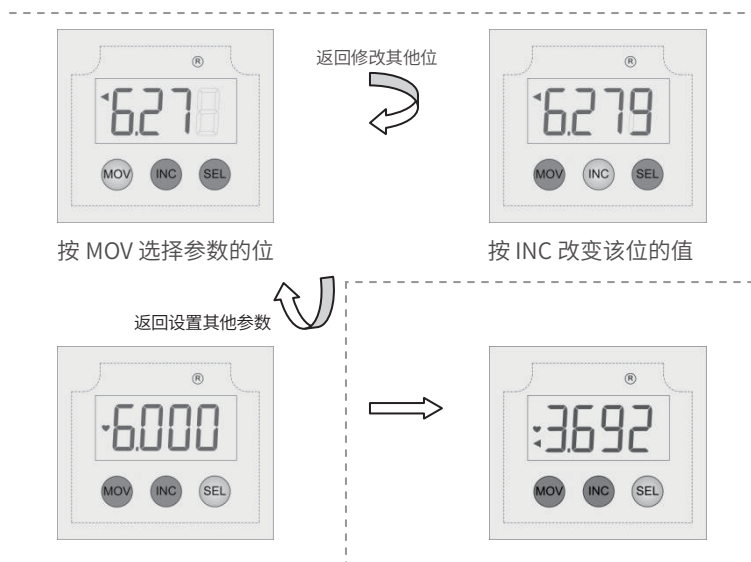 返回修改其他位
®
6.278
MOV INC SEL
®
6.279
MOV INC SEL
按 MOV 选择参数的位
按 INC 改变该位的值
返回设置其他参数
®
6.000
MOV INC SEL
®
3.692
MOV INC SEL